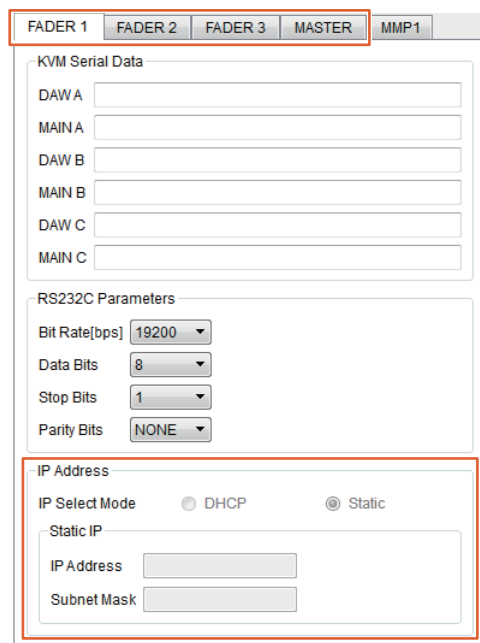 FADER 1 FADER 2 FADER 3 MASTER MMP1
KVM Serial Data
DAW A
MAIN A
DAW B
MAIN B
DAW C
MAIN C
RS232C Parameters
Bit Rate[bps] 19200
Data Bits 8
Stop Bits 1
Parity Bits NONE
IP Address
IP Select Mode DHCP Static
Static IP
IP Address
Subnet Mask